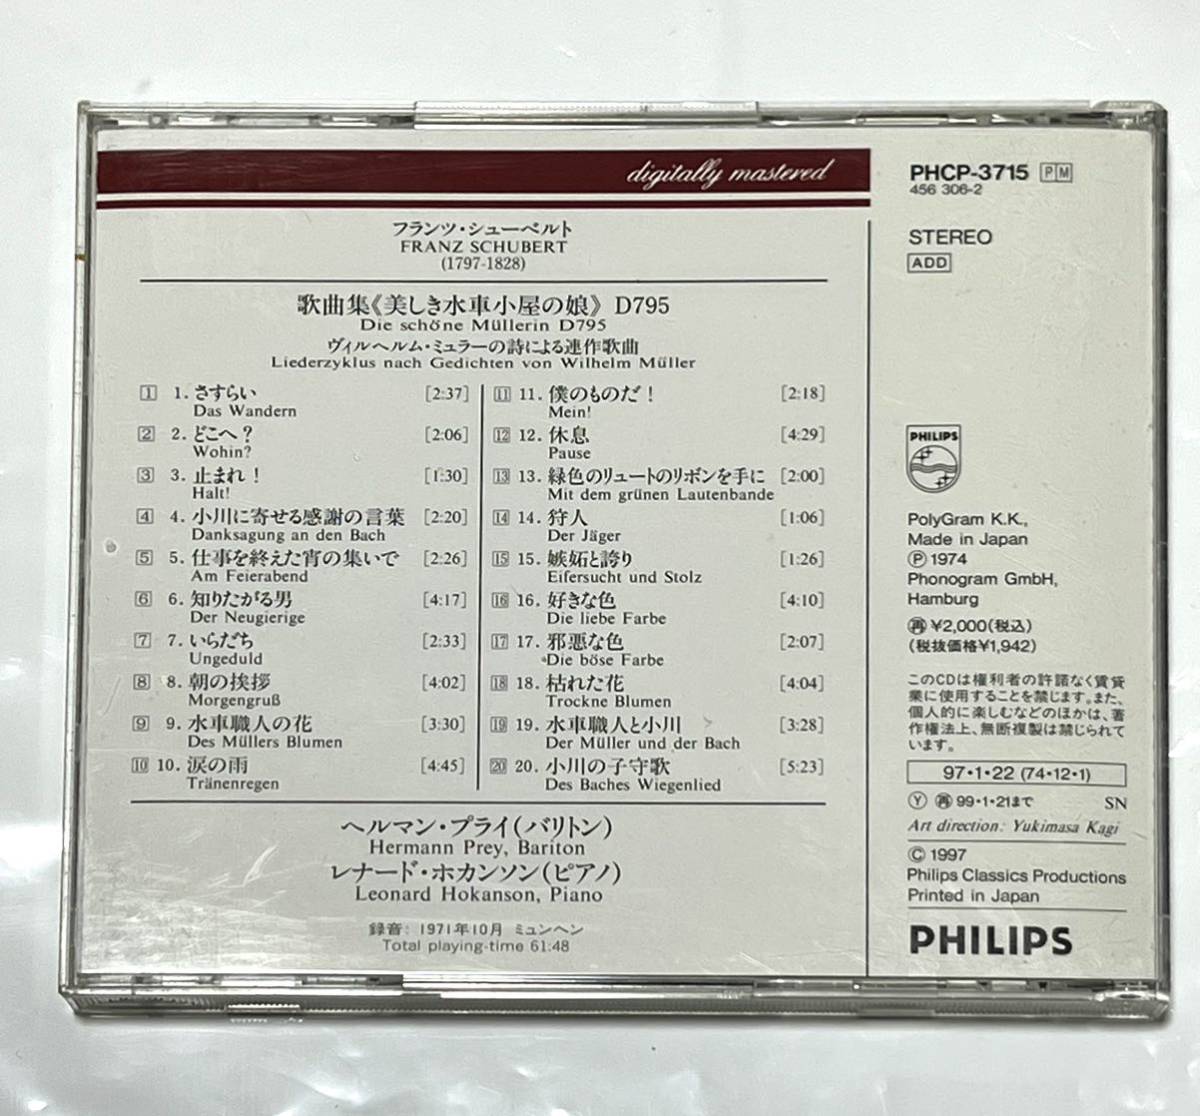 digitally mastered
フランツ・シューベルト
FRANZ SCHUBERT
(1797-1828)
歌曲集《美しき水車小屋の娘》 D795
Die schöne Müllerin D795
ヴィルヘルム・ミュラーの詩による連作歌曲
Liederzyklus nach Gedichten von Wilhelm Müller
1 1. さすらい [2:37]
Das Wandern
2 2. どこへ? [2:06]
Wohin?
3 3. 止まれ! [1:30]
Halt!
4 4. 小川に寄せる感謝の言葉 [2:20]
Danksagung an den Bach
5 5. 仕事を終えた宵の集いで [2:26]
Am Feierabend
6 6. 知りたがる男 [4:17]
Der Neugierige
7 7. いらだち [2:33]
Ungeduld
8 8. 朝の挨拶 [4:02]
Morgengruß
9 9. 水車職人の花 [3:30]
Des Müllers Blumen
10 10. 涙の雨 [4:45]
Tränenregen
11 11. 僕のものだ! [2:18]
Mein!
12 12. 休息 [4:29]
Pause
13 13. 緑色のリュートのリボンを手に [2:00]
Mit dem grünen Lautenbande
14 14. 狩人 [1:06]
Der Jäger
15 15. 嫉妬と誇り [1:26]
Eifersucht und Stolz
16 16. 好きな色 [4:10]
Die liebe Farbe
17 17. 邪悪な色 [2:07]
Die böse Farbe
18 18. 枯れた花 [4:04]
Trockne Blumen
19 19. 水車職人と小川 [3:28]
Der Müller und der Bach
20 20. 小川の子守歌 [5:23]
Des Baches Wiegenlied
ヘルマン・プライ(バリトン)
Hermann Prey, Bariton
レナード・ホカンソン(ピアノ)
Leonard Hokanson, Piano
録音: 1971年10月 ミュンヘン
Total playing-time 61:48
PHCP-3715 PM
456 306-2
STEREO
ADD
PHILIPS
PolyGram K.K.,
Made in Japan
Ⓟ 1974
Phonogram GmbH,
Hamburg
㊢ ¥2,000(税込)
(税抜価格¥1,942)
このCDは権利者の許諾なく賃貸
業に使用することを禁じます。また、
個人的に楽しむなどのほかは、著
作権法上、無断複製は禁じられて
います。
97・1・22 (74・12・1)
Ⓨ 再 99・1・21まで SN
Art direction: Yukimasa Kagi
© 1997
Philips Classics Productions
Printed in Japan
PHILIPS